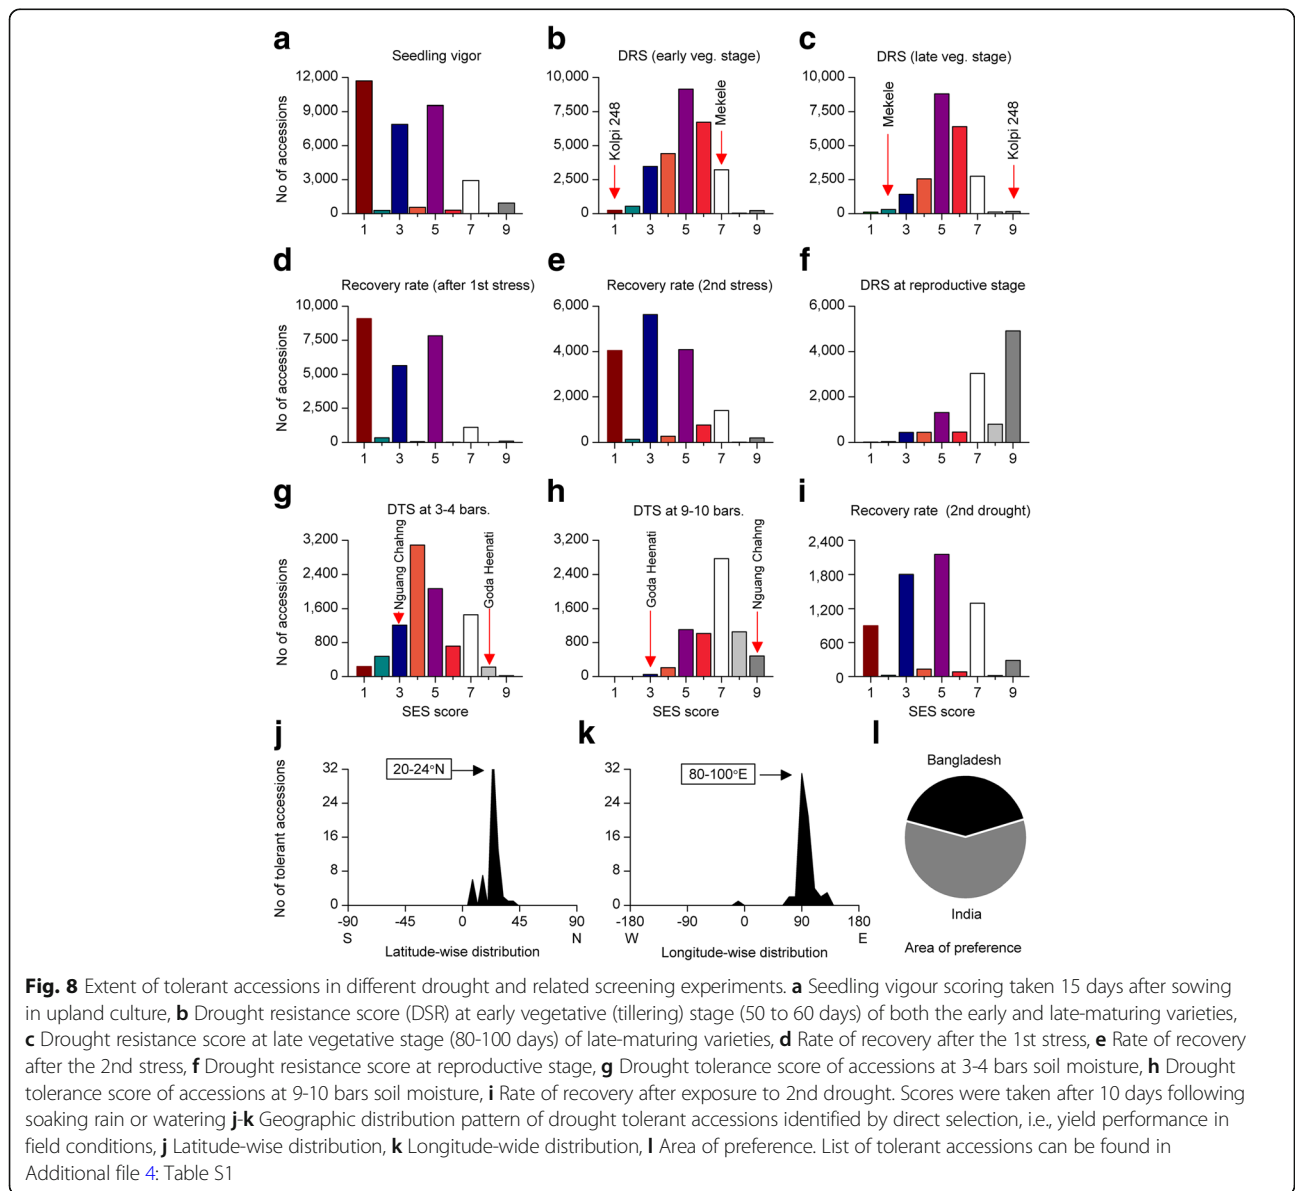 a
Seedling vigor
No of accessions
12,000
9,000
6,000
3,000
0
1 3 5 7 9
b
DRS (early veg. stage)
10,000
7,500
5,000
2,500
0
Kolpi 248
Mekele
1 3 5 7 9
c
DRS (late veg. stage)
10,000
7,500
5,000
2,500
0
Mekele
Kolpi 248
1 3 5 7 9
d
Recovery rate (after 1st stress)
No of accessions
10,000
7,500
5,000
2,500
0
1 3 5 7 9
e
Recovery rate (2nd stress)
6,000
4,000
2,000
0
1 3 5 7 9
f
DRS at reproductive stage
6,000
4,000
2,000
0
1 3 5 7 9
g
DTS at 3-4 bars.
No of accessions
3,200
2,400
1,600
800
0
Nguang Chahng
Goda Heenati
1 3 5 7 9
SES score
h
DTS at 9-10 bars.
3,200
2,400
1,600
800
0
Goda Heenati
Nguang Chahng
1 3 5 7 9
SES score
i
Recovery rate (2nd drought)
2,400
1,800
1,200
600
0
1 3 5 7 9
SES score
j
No of tolerant accessions
32
24
16
8
0
20-24°N
-90 -45 0 45 90
S N
Latitude-wise distribution
k
32
24
16
8
0
80-100°E
-180 -90 0 90 180
W E
Longitude-wise distribution
l
Bangladesh
India
Area of preference
Fig. 8 Extent of tolerant accessions in different drought and related screening experiments. a Seedling vigour scoring taken 15 days after sowing
in upland culture, b Drought resistance score (DSR) at early vegetative (tillering) stage (50 to 60 days) of both the early and late-maturing varieties,
c Drought resistance score at late vegetative stage (80-100 days) of late-maturing varieties, d Rate of recovery after the 1st stress, e Rate of recovery
after the 2nd stress, f Drought resistance score at reproductive stage, g Drought tolerance score of accessions at 3-4 bars soil moisture, h Drought
tolerance score of accessions at 9-10 bars soil moisture, i Rate of recovery after exposure to 2nd drought. Scores were taken after 10 days following
soaking rain or watering j-k Geographic distribution pattern of drought tolerant accessions identified by direct selection, i.e., yield performance in
field conditions, j Latitude-wise distribution, k Longitude-wide distribution, l Area of preference. List of tolerant accessions can be found in
Additional file 4: Table S1